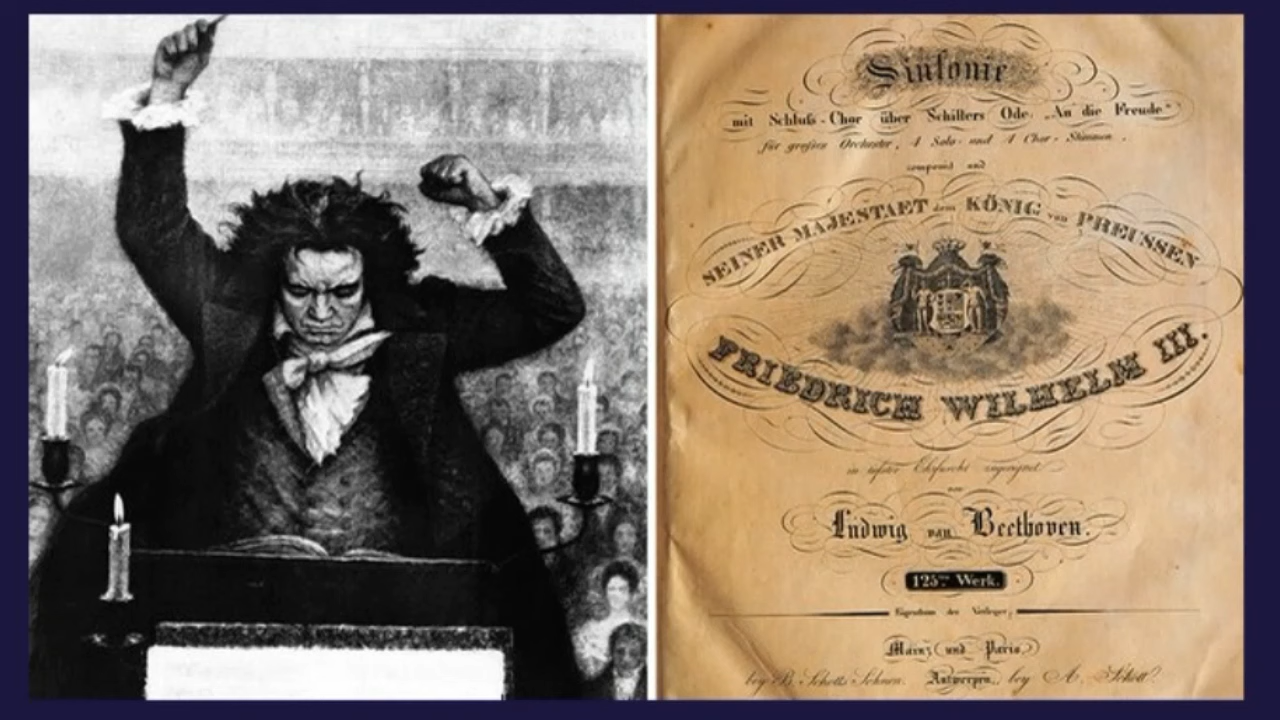 Sinfonie
mit Schluß-Chor über Schillers Ode: „An die Freude“
für großes Orchester, 4 Solo- und 4 Chor-Stimmen,
componirt und
SEINER MAJESTAET dem KÖNIG von PREUSSEN
FRIEDRICH WILHELM III.
in tiefster Ehrfurcht zugeeignet
von
Ludwig van Beethoven.
125tes Werk.
Eigenthum der Verleger.
Mainz und Paris,
bey B. Schotts Söhnen. Antwerpen, bey A. Schott.